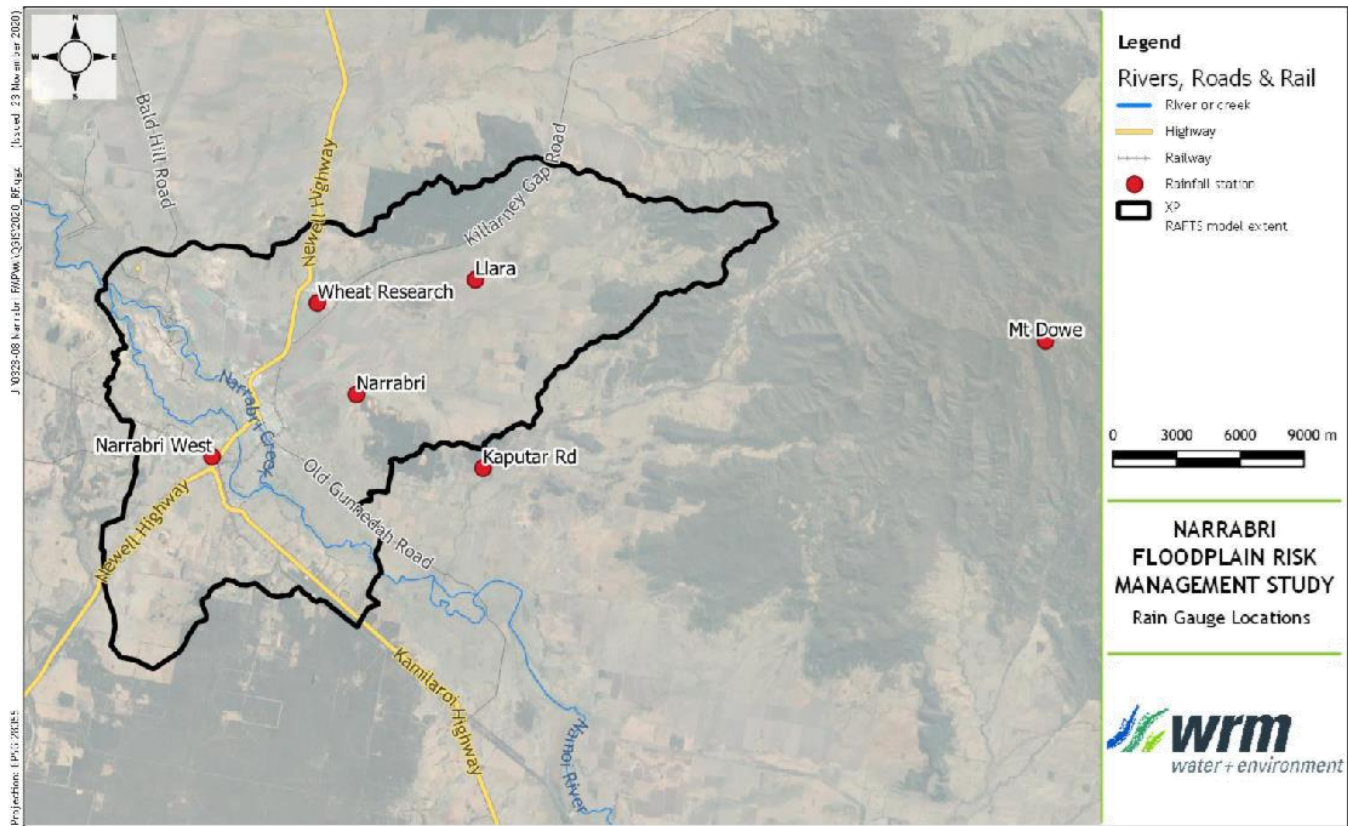 N
W
E
S
Bald Hill Road
Newell Highway
Killarney Gap Road
Llara
Wheat Research
Mt Dowe
Narrabri
Narrabri Creek
Narrabri West
Kaputar Rd
Old Gunnedah Road
Newell Highway
Kamilaroi Highway
Namoi River
Legend
Rivers, Roads & Rail
River or creek
Highway
Railway
Rainfall station
XP
RAFTS model extent
0 3000 6000 9000 m
NARRABRI
FLOODPLAIN RISK
MANAGEMENT STUDY
Rain Gauge Locations
wrm
water + environment
(Issued: 23 November 2020)
Projection: EPSG 28355